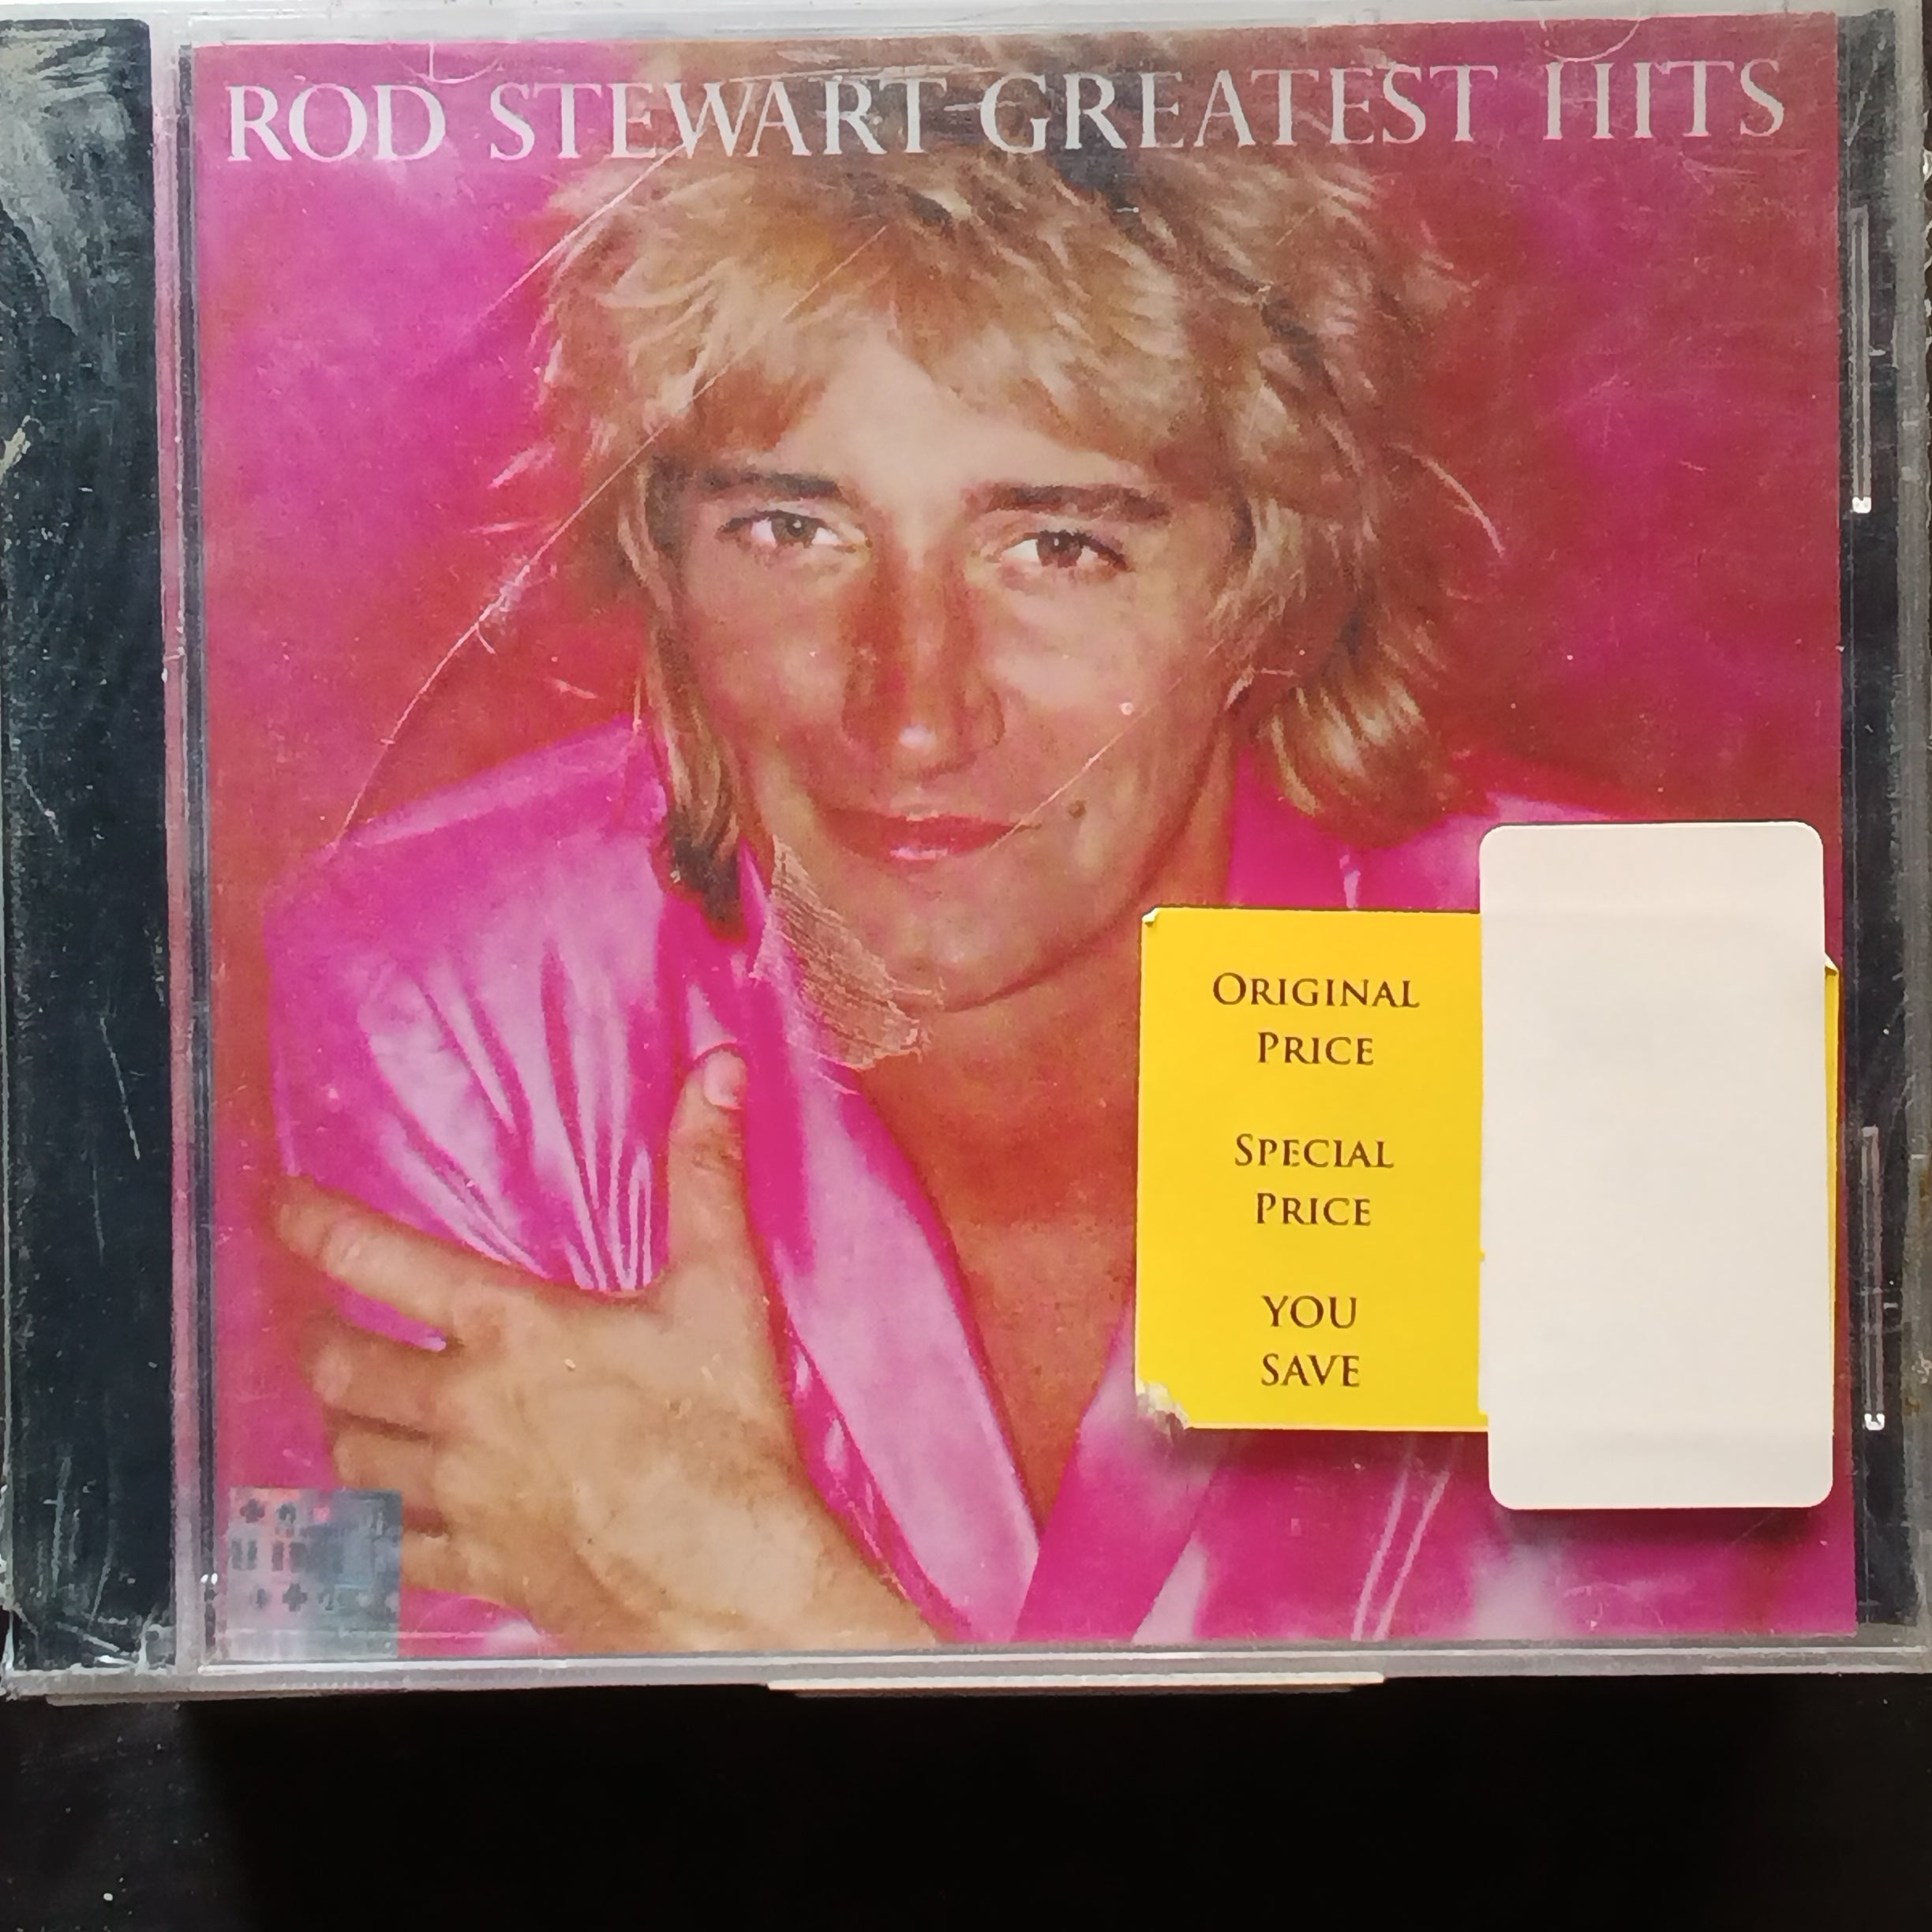 ROD STEWART GREATEST HITS
ORIGINAL
PRICE
SPECIAL
PRICE
YOU
SAVE